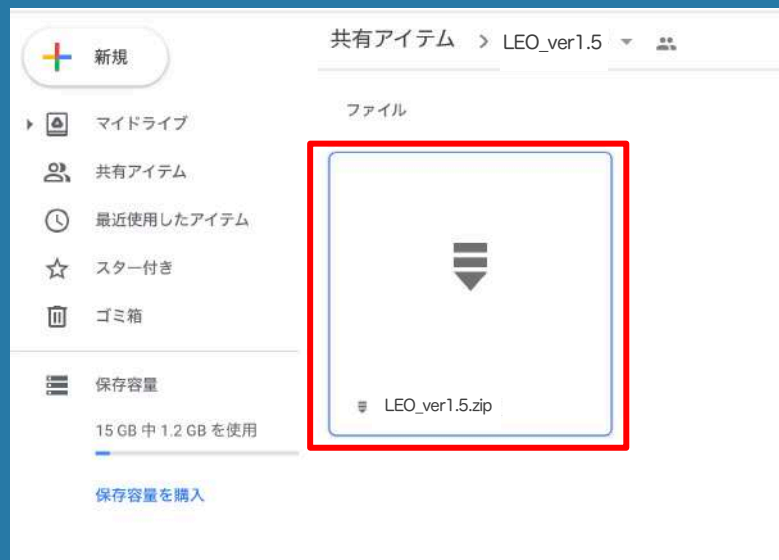 新規
マイドライブ
共有アイテム
最近使用したアイテム
スター付き
ゴミ箱
保存容量
15 GB 中 1.2 GB を使用
保存容量を購入
共有アイテム > LEO_ver1.5
ファイル
LEO_ver1.5.zip